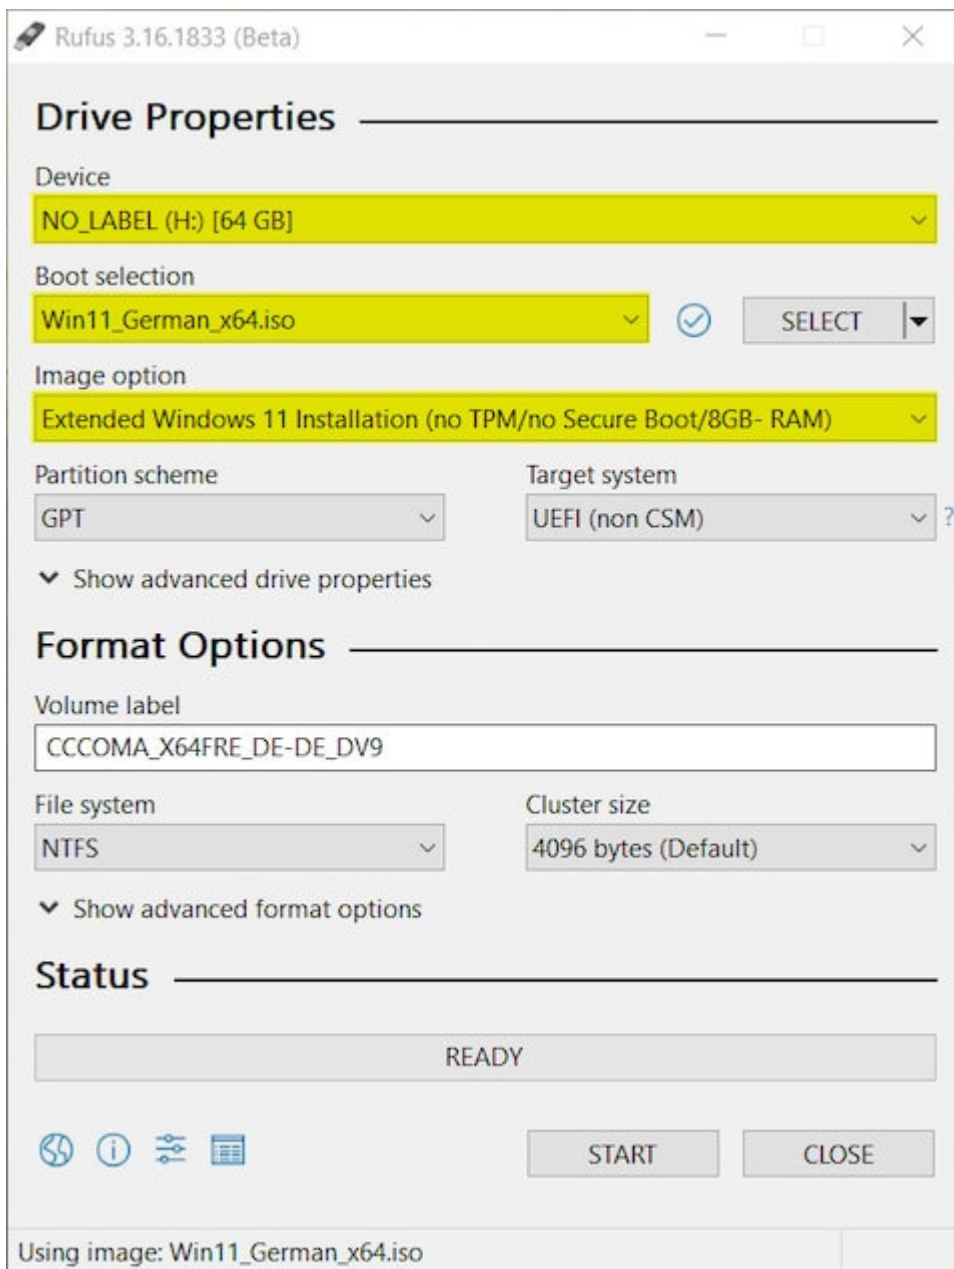 Rufus 3.16.1833 (Beta)
Drive Properties
Device
NO_LABEL (H:) [64 GB]
Boot selection
Win11_German_x64.iso
SELECT
Image option
Extended Windows 11 Installation (no TPM/no Secure Boot/8GB- RAM)
Partition scheme
Target system
GPT
UEFI (non CSM)
?
Show advanced drive properties
Format Options
Volume label
CCCOMA_X64FRE_DE-DE_DV9
File system
Cluster size
NTFS
4096 bytes (Default)
Show advanced format options
Status
READY
START
CLOSE
Using image: Win11_German_x64.iso